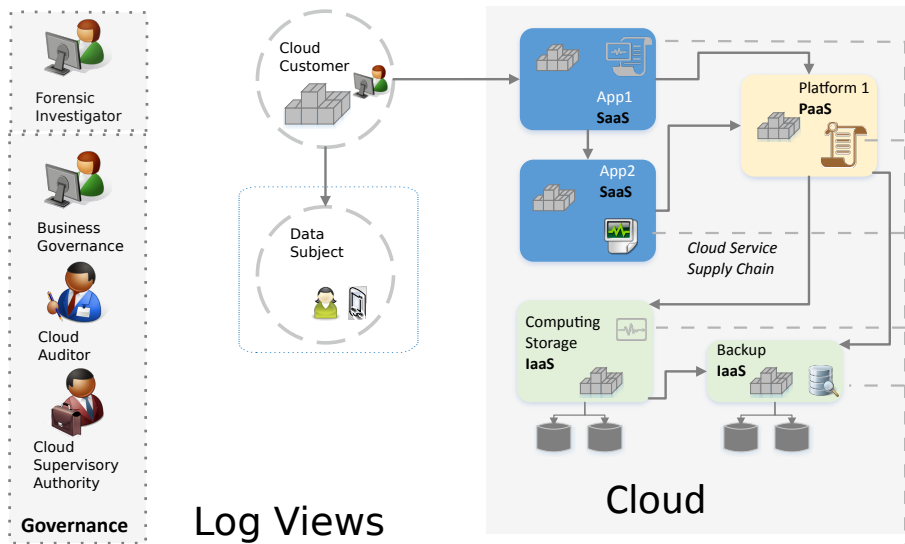 Forensic
Investigator
Business
Governance
Cloud
Auditor
Cloud
Supervisory
Authority
Governance
Cloud
Customer
Data
Subject
Log Views
App1
SaaS
App2
SaaS
Platform 1
PaaS
Cloud Service
Supply Chain
Computing
Storage
IaaS
Backup
IaaS
Cloud